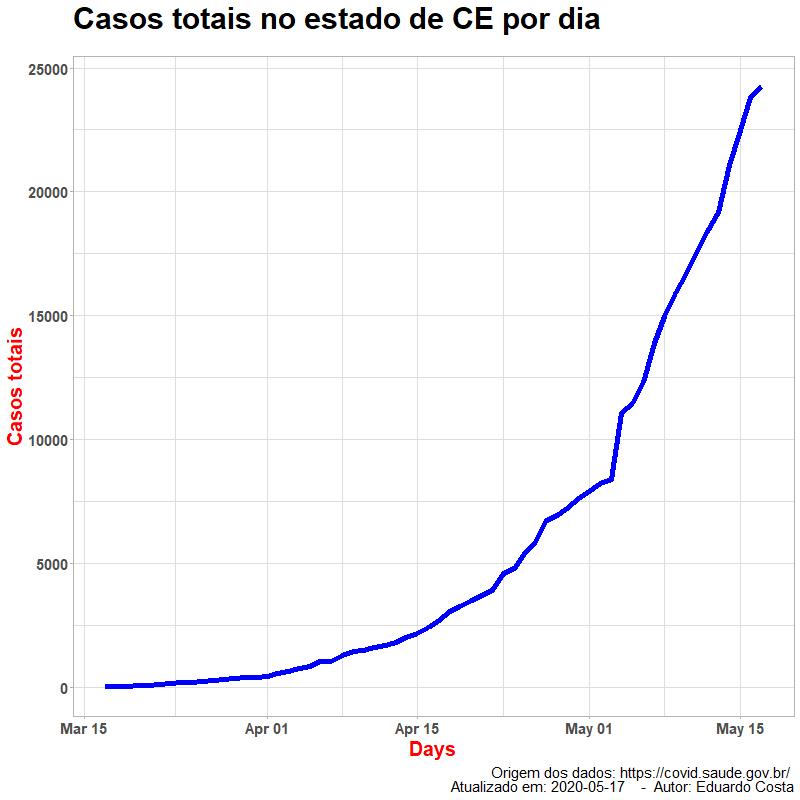 Casos totais no estado de CE por dia
Casos totais
25000
20000
15000
10000
5000
0
Mar 15 Apr 01 Apr 15 May 01 May 15
Days
Origem dos dados: https://covid.saude.gov.br/
Atualizado em: 2020-05-17 - Autor: Eduardo Costa